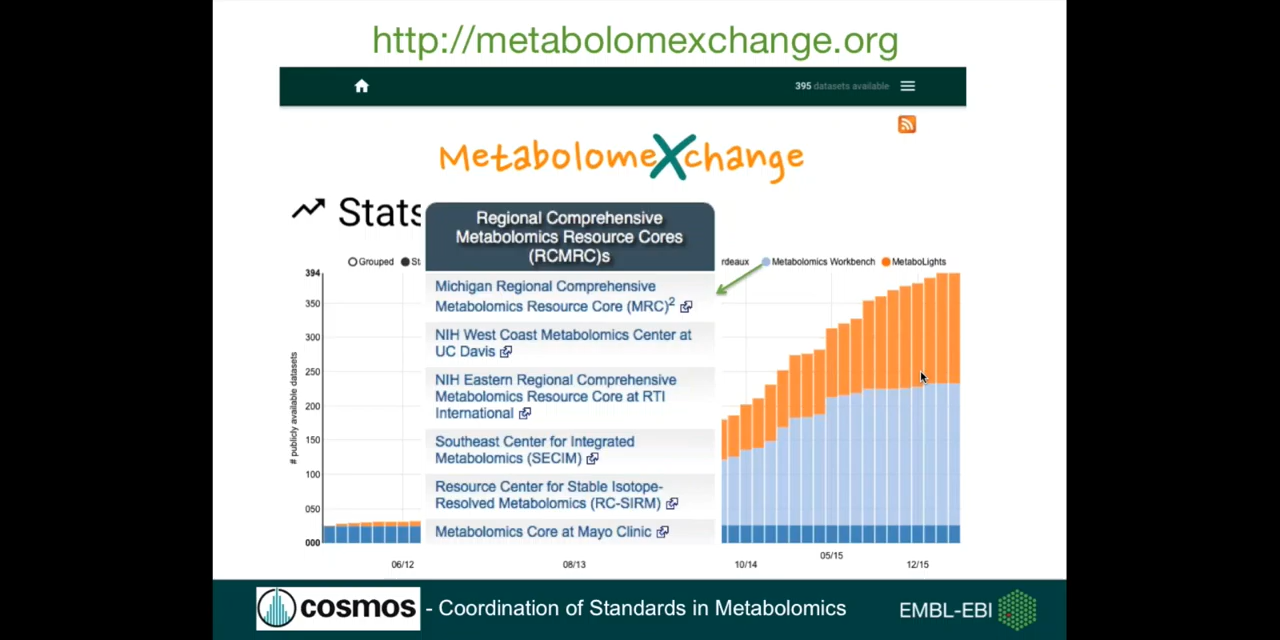 http://metabolomexchange.org
395 datasets available
MetabolomeXchange
Stats
Regional Comprehensive
Metabolomics Resource Cores
(RCMRC)s
Grouped
St
rdeaux
Metabolomics Workbench
MetaboLights
Michigan Regional Comprehensive
Metabolomics Resource Core (MRC)²
NIH West Coast Metabolomics Center at
UC Davis
NIH Eastern Regional Comprehensive
Metabolomics Resource Core at RTI
International
Southeast Center for Integrated
Metabolomics (SECIM)
Resource Center for Stable Isotope-
Resolved Metabolomics (RC-SIRM)
Metabolomics Core at Mayo Clinic
# publicly available datasets
394
350
300
250
200
150
100
050
000
06/12
08/13
10/14
05/15
12/15
cosmos - Coordination of Standards in Metabolomics
EMBL-EBI